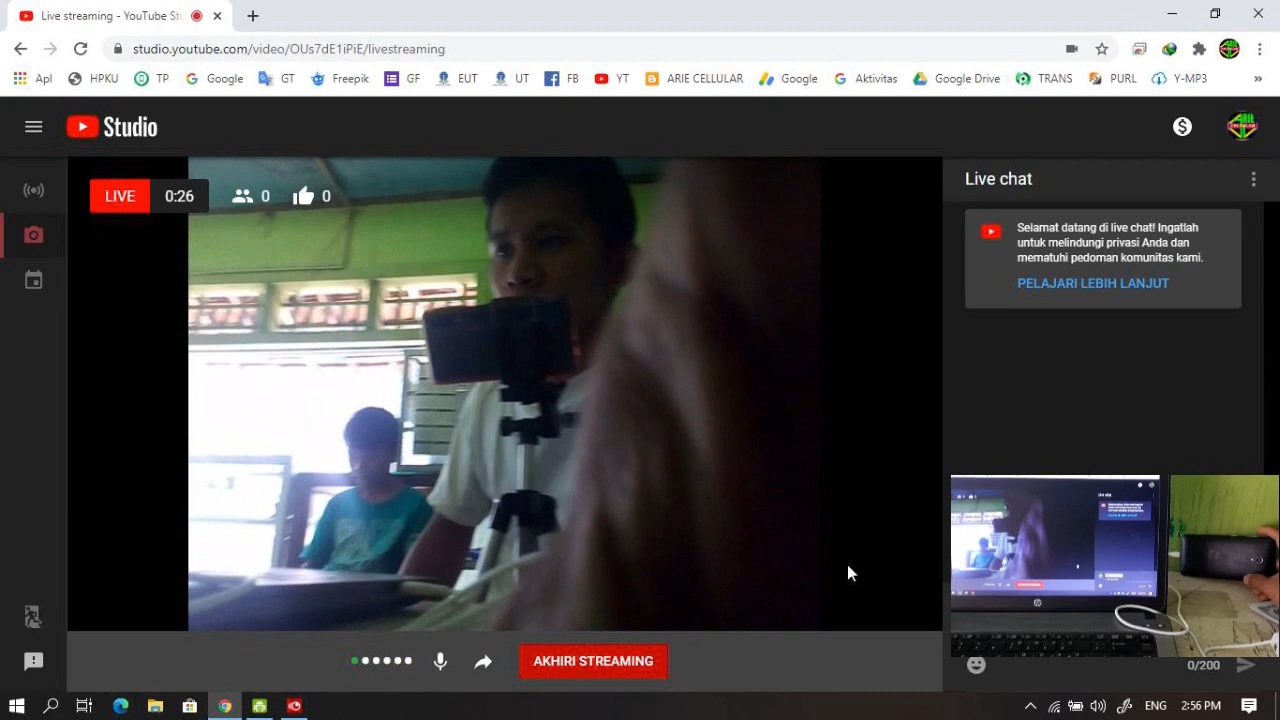 Live streaming - YouTube Stu
studio.youtube.com/video/OUs7dE1iPiE/livestreaming
Apl HPKU TP Google GT Freepik GF EUT UT FB YT ARIE CELLULAR Google Aktivitas Google Drive TRANS PURL Y-MP3 »
Studio
LIVE 0:26 0 0
Live chat
Selamat datang di live chat! Ingatlah
untuk melindungi privasi Anda dan
mematuhi pedoman komunitas kami.
PELAJARI LEBIH LANJUT
AKHIRI STREAMING
0/200
ENG 2:56 PM